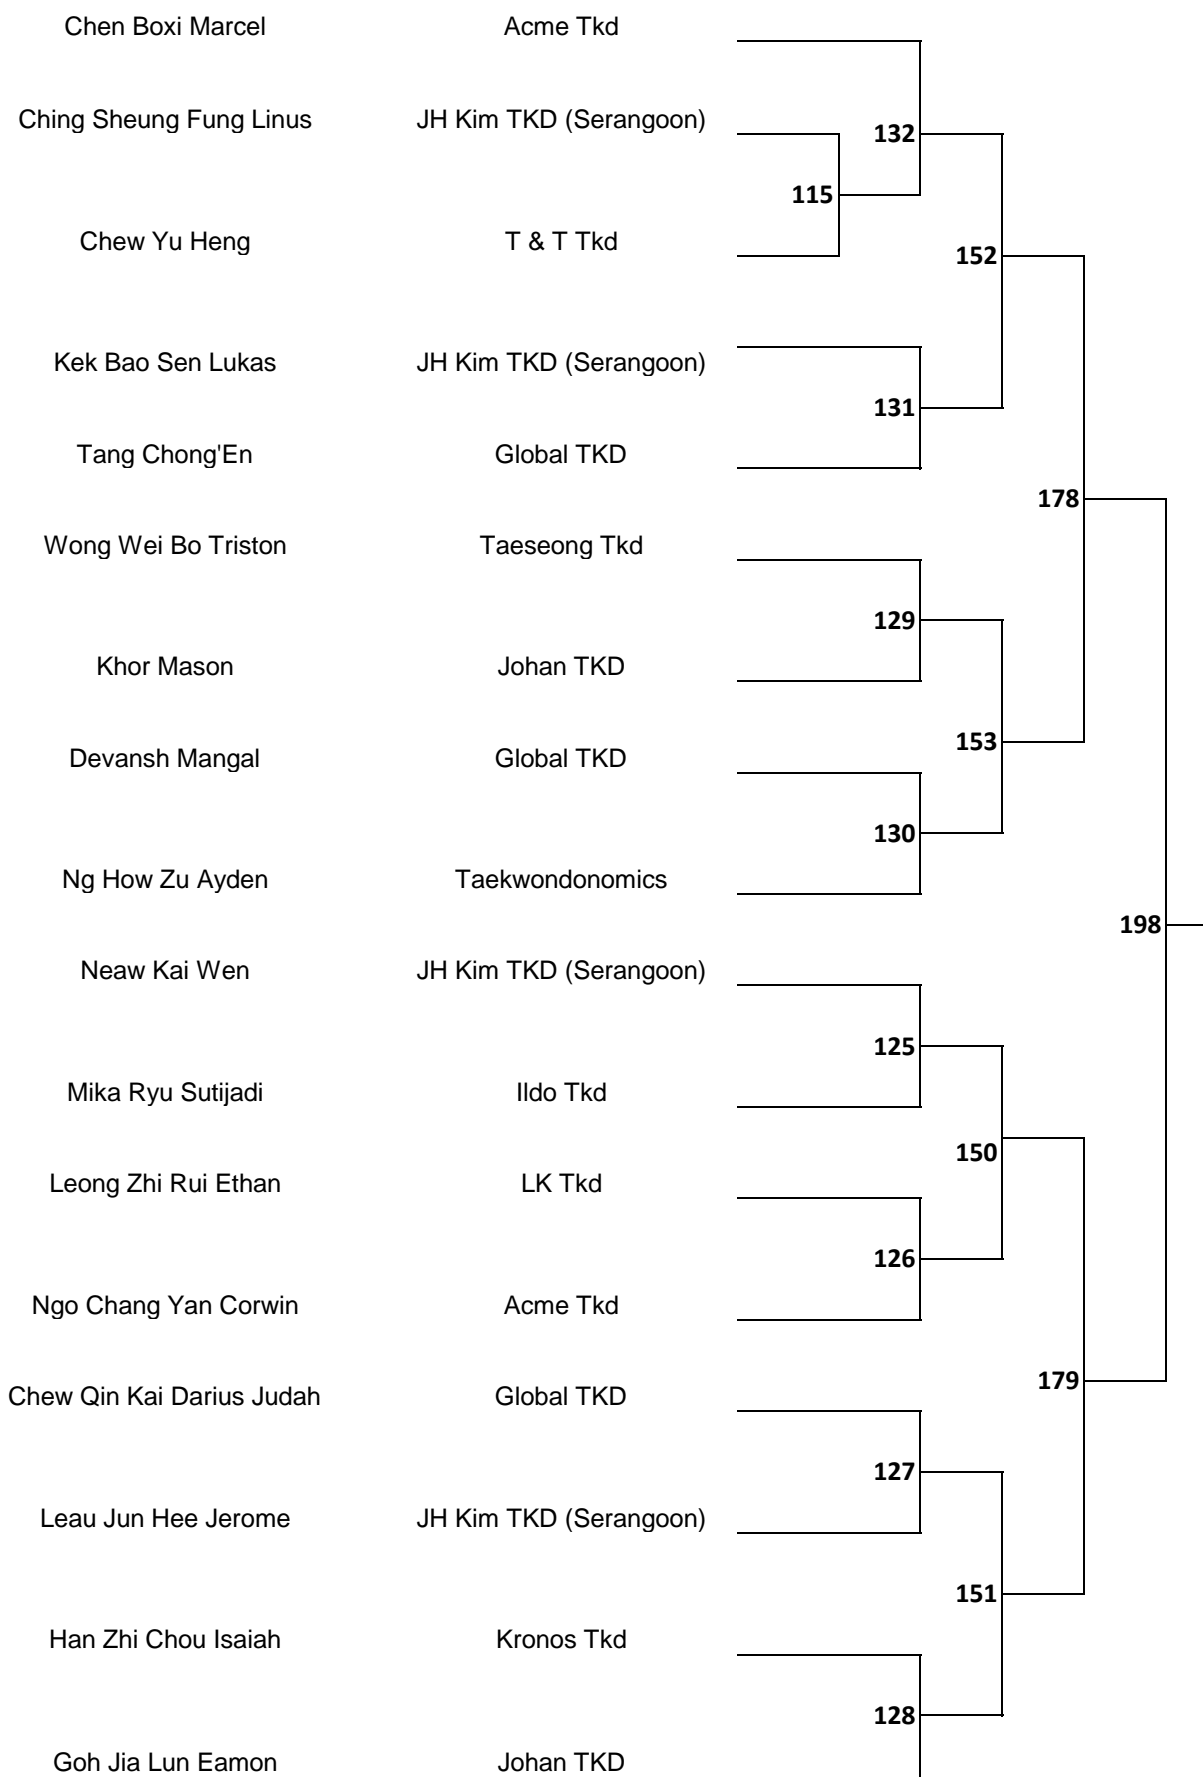 Chen Boxi Marcel Acme Tkd
Ching Sheung Fung Linus JH Kim TKD (Serangoon)
132
115
Chew Yu Heng T & T Tkd
152
Kek Bao Sen Lukas JH Kim TKD (Serangoon)
131
Tang Chong'En Global TKD
178
Wong Wei Bo Triston Taeseong Tkd
129
Khor Mason Johan TKD
153
Devansh Mangal Global TKD
130
Ng How Zu Ayden Taekwondonomics
198
Neaw Kai Wen JH Kim TKD (Serangoon)
125
Mika Ryu Sutijadi Ildo Tkd
150
Leong Zhi Rui Ethan LK Tkd
126
Ngo Chang Yan Corwin Acme Tkd
179
Chew Qin Kai Darius Judah Global TKD
127
Leau Jun Hee Jerome JH Kim TKD (Serangoon)
151
Han Zhi Chou Isaiah Kronos Tkd
128
Goh Jia Lun Eamon Johan TKD